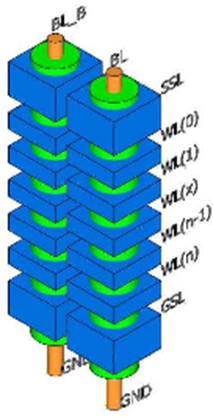 BL_B
BL
SSL
WL(0)
WL(1)
WL(x)
WL(n-1)
WL(n)
GSL
GND
GND